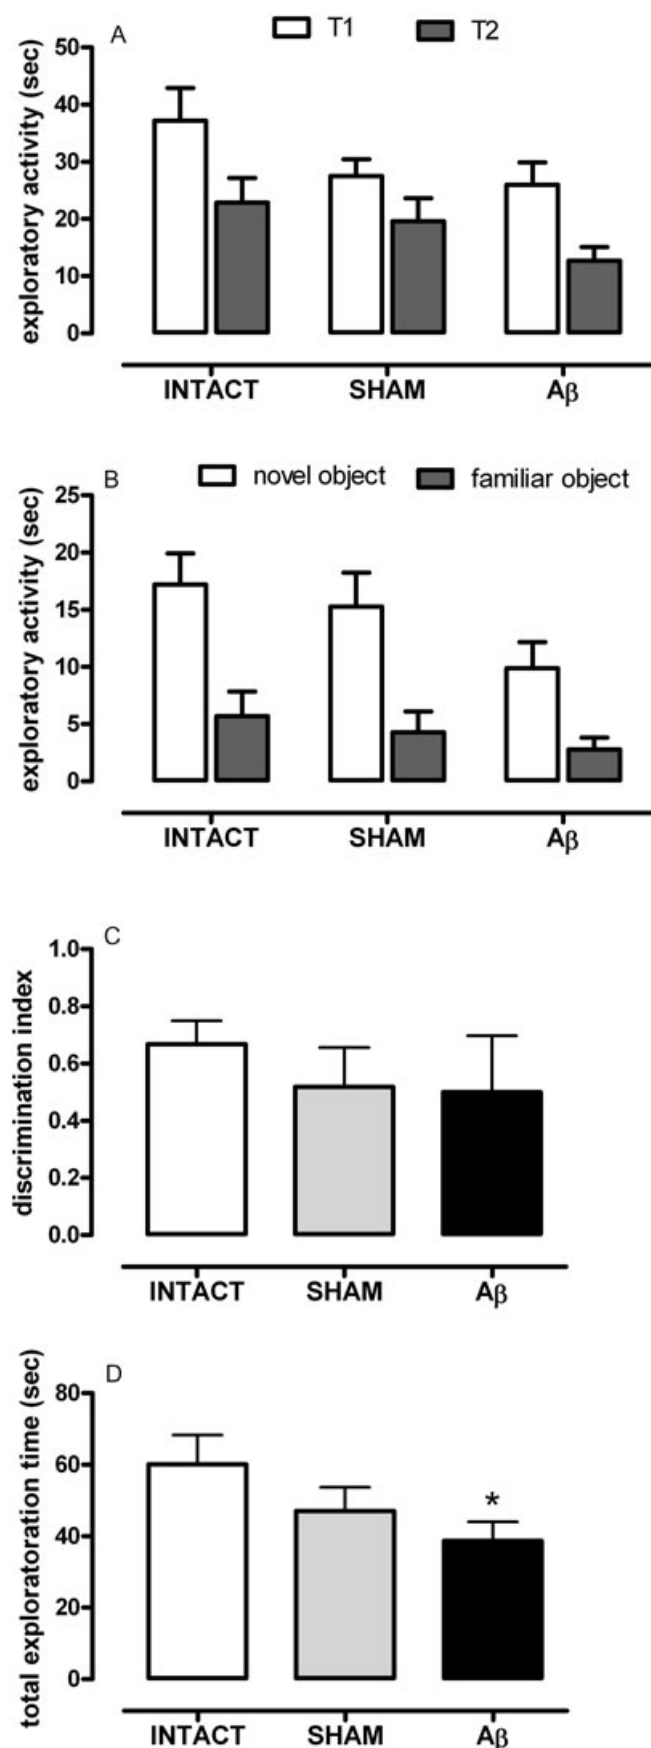 A
T1 T2
exploratory activity (sec)
50
40
30
20
10
0
INTACT SHAM Aβ
B
novel object familiar object
exploratory activity (sec)
25
20
15
10
5
0
INTACT SHAM Aβ
C
discrimination index
1.0
0.8
0.6
0.4
0.2
0.0
INTACT SHAM Aβ
D
total exploratoration time (sec)
80
60
40
20
0
*
INTACT SHAM Aβ